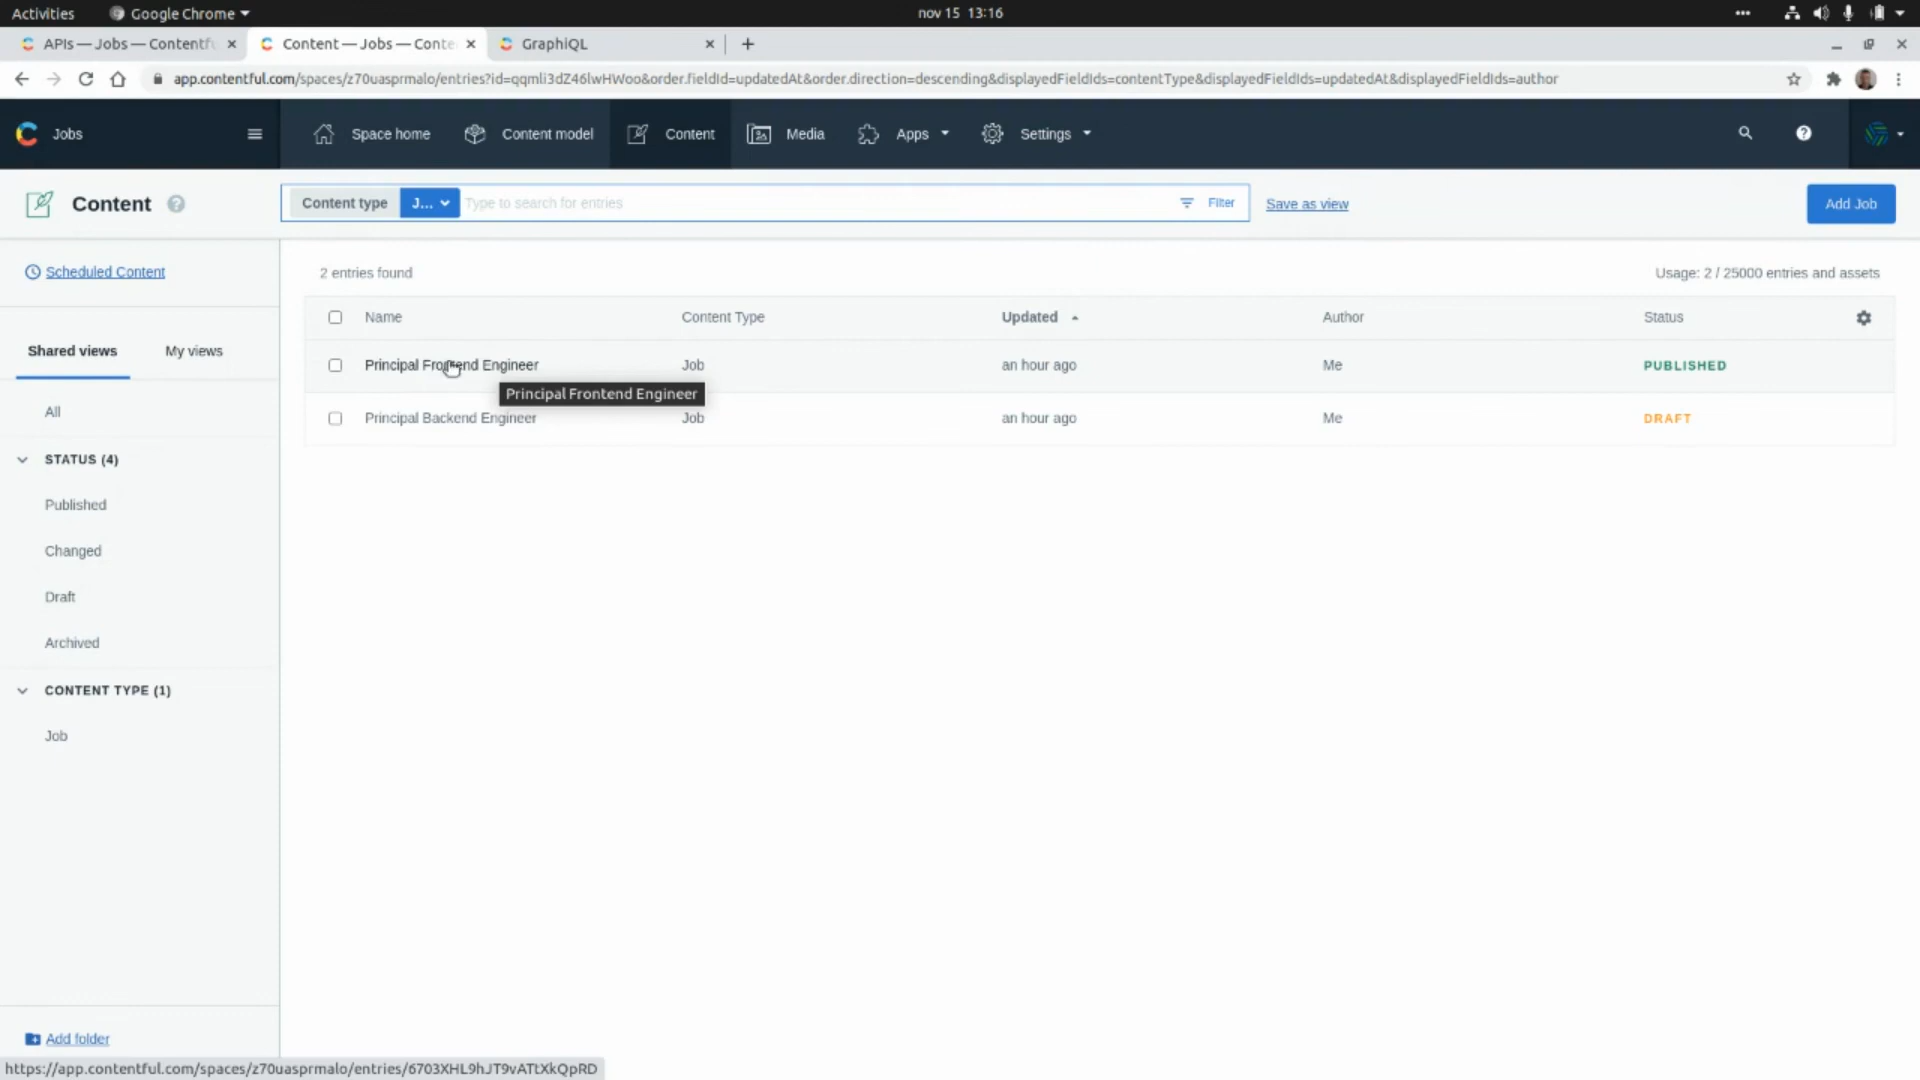 Activities
Google Chrome
nov 15 13:16
APIs — Jobs — Contentfu
Content — Jobs — Conte
GraphiQL
app.contentful.com/spaces/z70uasprmalo/entries?id=qqmli3dZ46lwHWoo&order.fieldId=updatedAt&order.direction=descending&displayedFieldIds=contentType&displayedFieldIds=updatedAt&displayedFieldIds=author
Jobs
Space home
Content model
Content
Media
Apps
Settings
Content
Content type
J...
Type to search for entries
Filter
Save as view
Add Job
Scheduled Content
2 entries found
Usage: 2 / 25000 entries and assets
Name
Content Type
Updated
Author
Status
Shared views
My views
Principal Frontend Engineer
Job
an hour ago
Me
PUBLISHED
Principal Frontend Engineer
Principal Backend Engineer
Job
an hour ago
Me
DRAFT
All
STATUS (4)
Published
Changed
Draft
Archived
CONTENT TYPE (1)
Job
Add folder
https://app.contentful.com/spaces/z70uasprmalo/entries/6703XHL9hJT9vATtXkQpRD